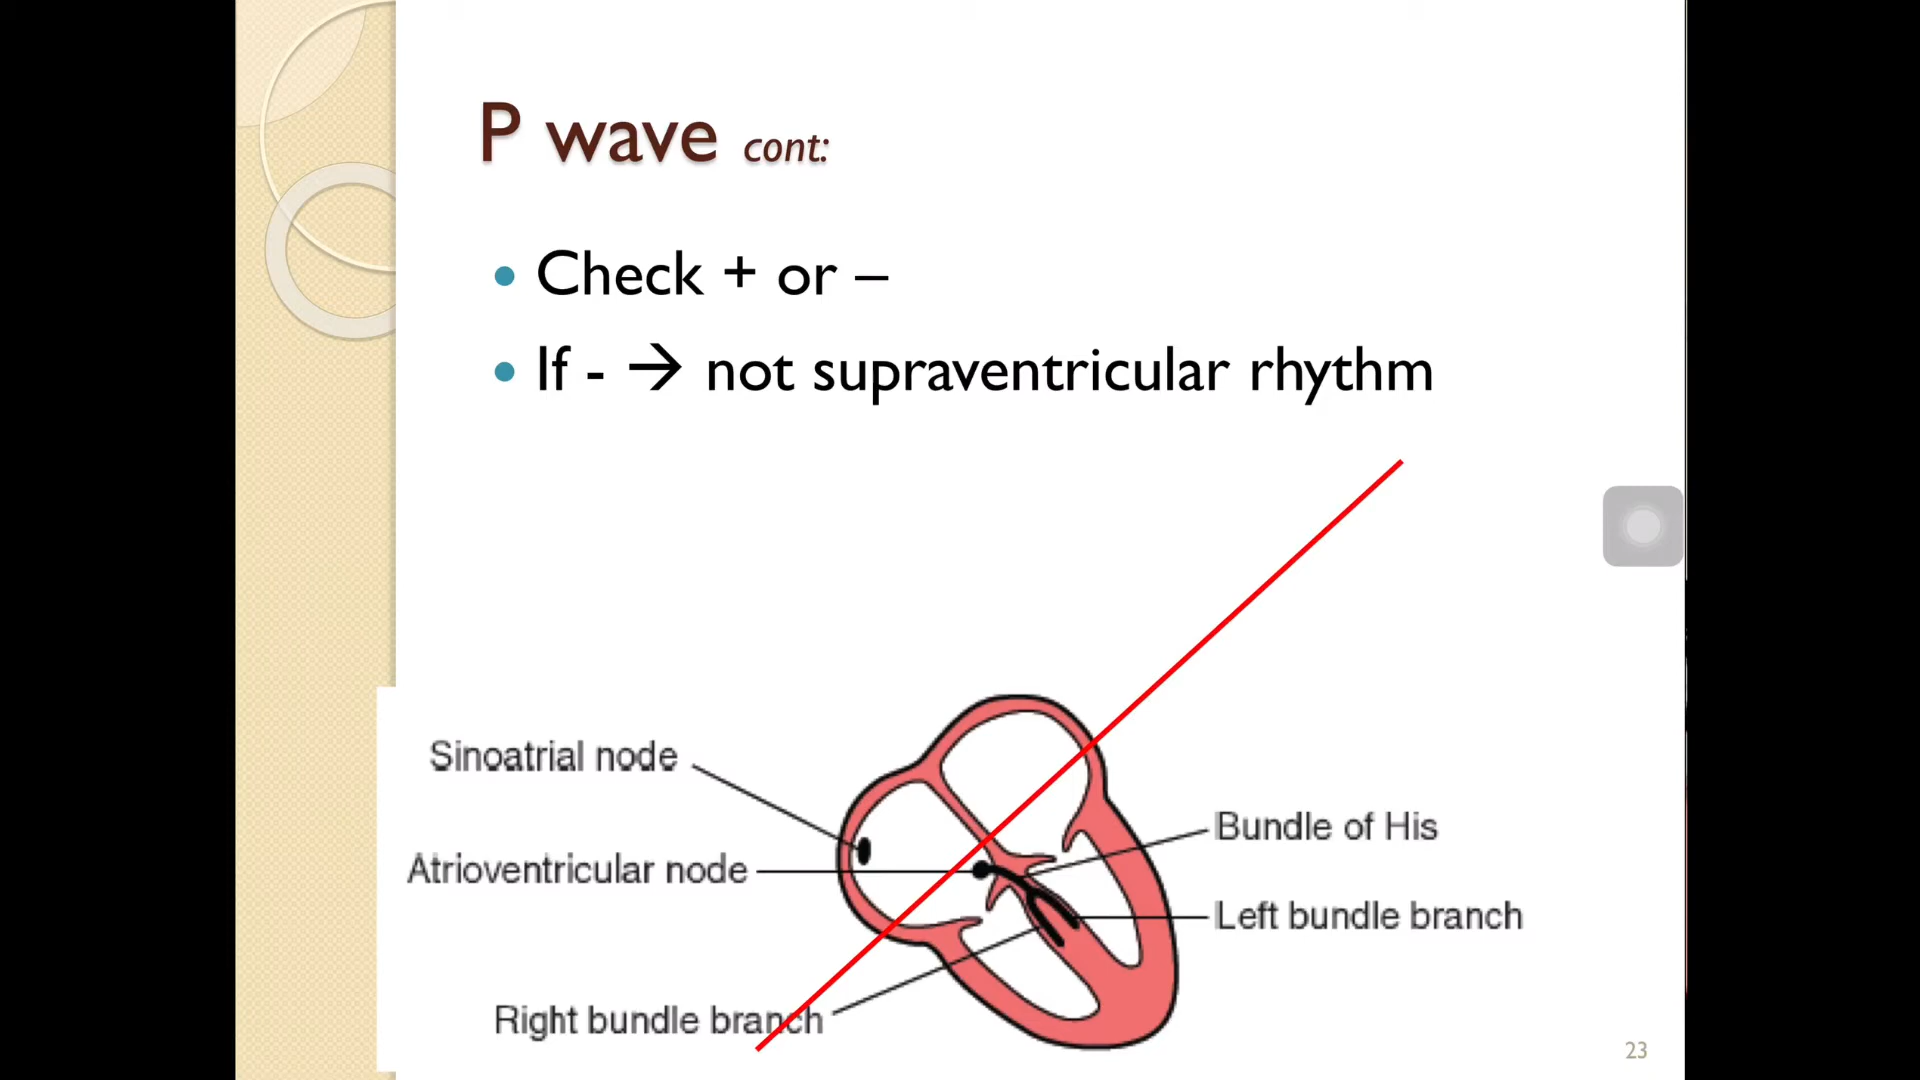 P wave cont:
• Check + or –
• If - → not supraventricular rhythm
Sinoatrial node
Atrioventricular node
Bundle of His
Left bundle branch
Right bundle branch
23